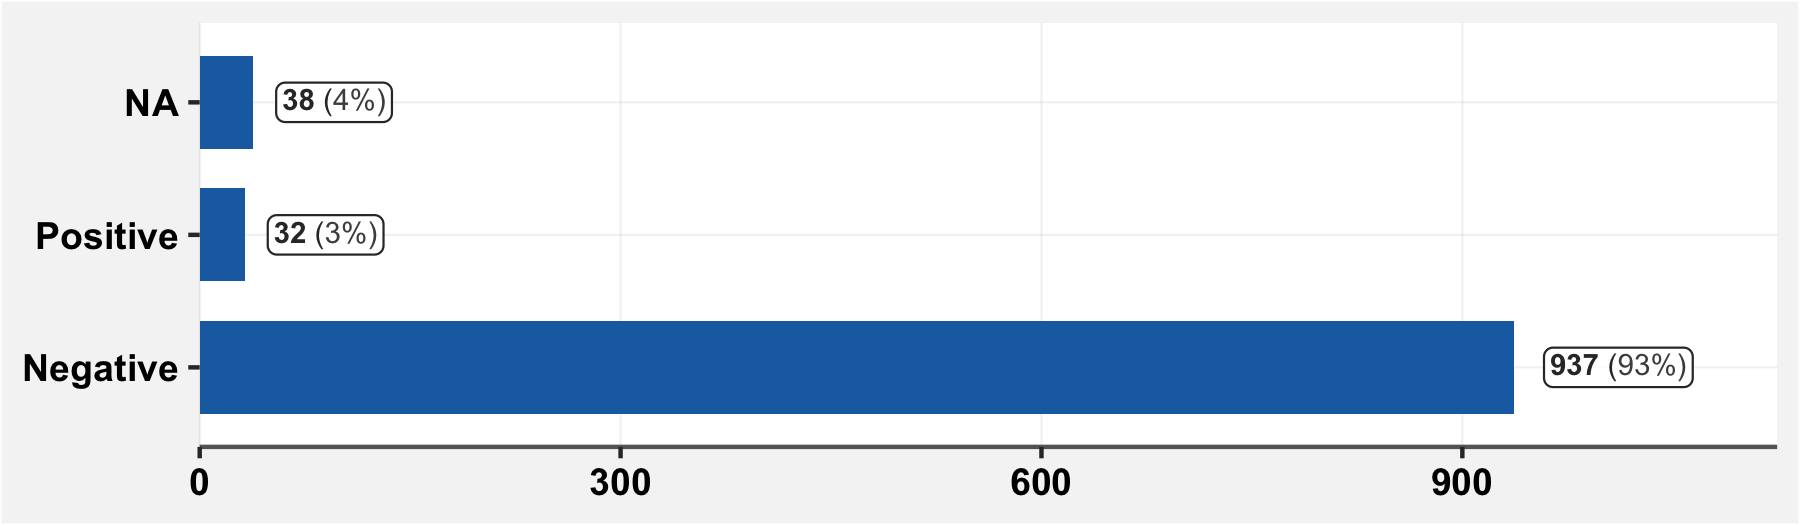 NA 38 (4%)
Positive 32 (3%)
Negative 937 (93%)
0 300 600 900